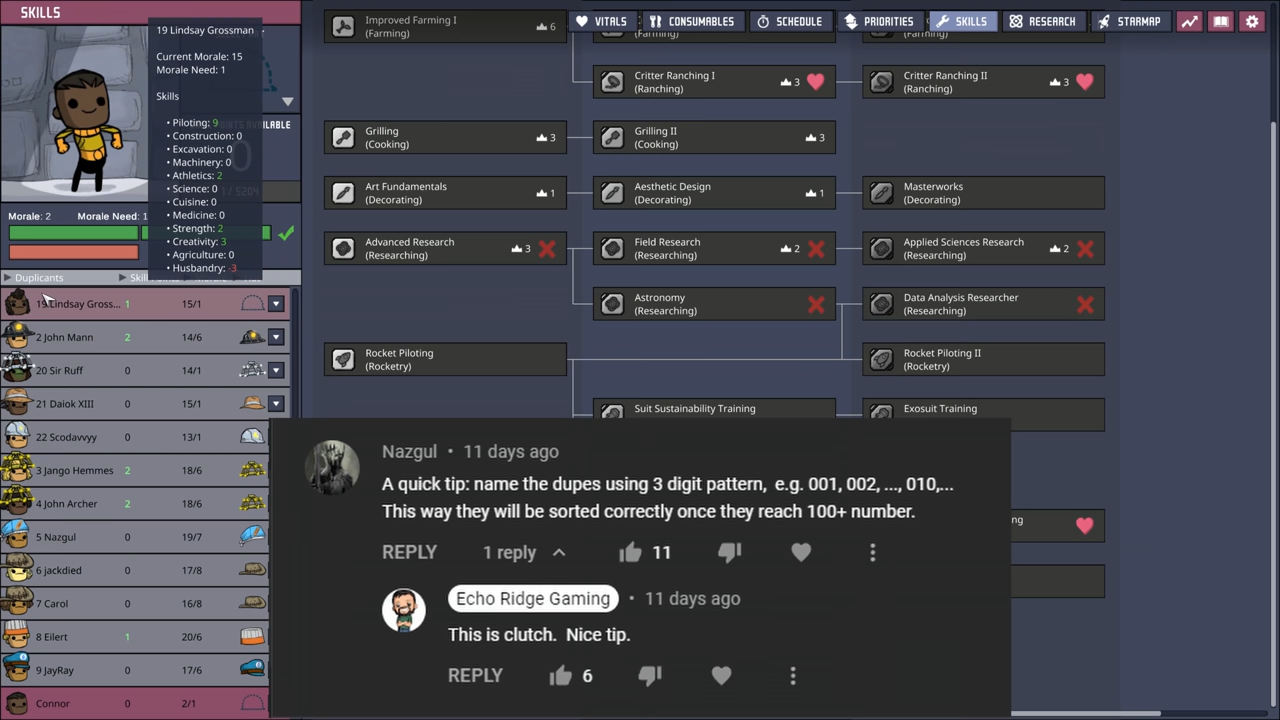 SKILLS
VITALS
CONSUMABLES
SCHEDULE
PRIORITIES
SKILLS
RESEARCH
STARMAP
19 Lindsay Grossman
Current Morale: 15
Morale Need: 1
Skills
• Piloting: 9
• Construction: 0
• Excavation: 0
• Machinery: 0
• Athletics: 2
• Science: 0
• Cuisine: 0
• Medicine: 0
• Strength: 2
• Creativity: 3
• Agriculture: 0
• Husbandry: -3
Morale: 2 Morale Need: 1
Duplicants
19 Lindsay Gross... 1 15/1
2 John Mann 2 14/6
20 Sir Ruff 0 14/1
21 Daiok XIII 0 15/1
22 Scodavvyy 0 13/1
3 Jango Hemmes 2 18/6
4 John Archer 2 18/6
5 Nazgul 0 19/7
6 jackdied 0 17/8
7 Carol 0 16/8
8 Eilert 1 20/6
9 JayRay 0 17/6
Connor 0 2/1
Improved Farming I
(Farming)
6
(Farming)
(Farming)
Critter Ranching I
(Ranching)
3
Critter Ranching II
(Ranching)
3
Grilling
(Cooking)
3
Grilling II
(Cooking)
3
Art Fundamentals
(Decorating)
1
Aesthetic Design
(Decorating)
1
Masterworks
(Decorating)
Advanced Research
(Researching)
3
Field Research
(Researching)
2
Applied Sciences Research
(Researching)
2
Astronomy
(Researching)
Data Analysis Researcher
(Researching)
Rocket Piloting
(Rocketry)
Rocket Piloting II
(Rocketry)
Suit Sustainability Training
Exosuit Training
Nazgul • 11 days ago
A quick tip: name the dupes using 3 digit pattern, e.g. 001, 002, ..., 010,...
This way they will be sorted correctly once they reach 100+ number.
REPLY 1 reply 11
Echo Ridge Gaming • 11 days ago
This is clutch. Nice tip.
REPLY 6